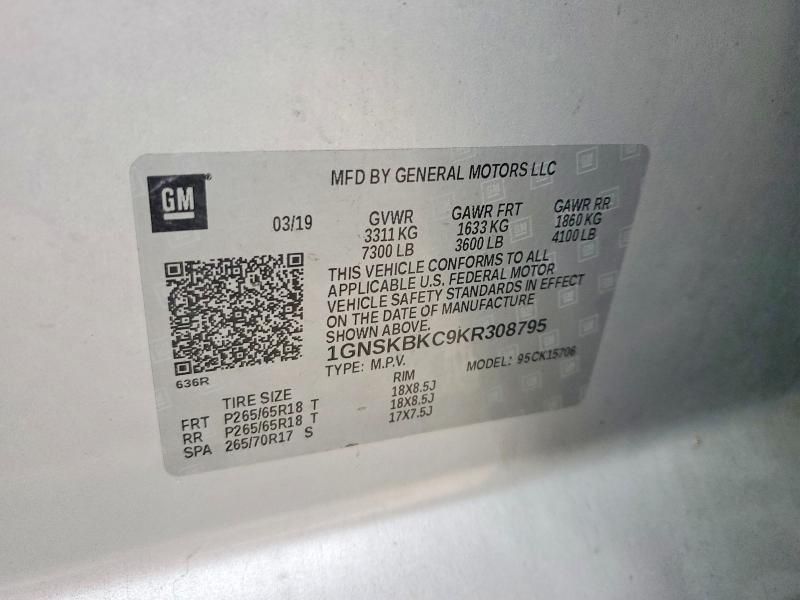 MFD BY GENERAL MOTORS LLC
GM
03/19
GVWR GAWR FRT GAWR RR
3311 KG 1633 KG 1860 KG
7300 LB 3600 LB 4100 LB
THIS VEHICLE CONFORMS TO ALL
APPLICABLE U.S. FEDERAL MOTOR
VEHICLE SAFETY STANDARDS IN EFFECT
ON THE DATE OF MANUFACTURE
SHOWN ABOVE.
1GNSKBKC9KR308795
TYPE: M.P.V. MODEL: 95CK15706
636R
TIRE SIZE RIM
FRT P265/65R18 T 18X8.5J
RR P265/65R18 T 18X8.5J
SPA 265/70R17 S 17X7.5J